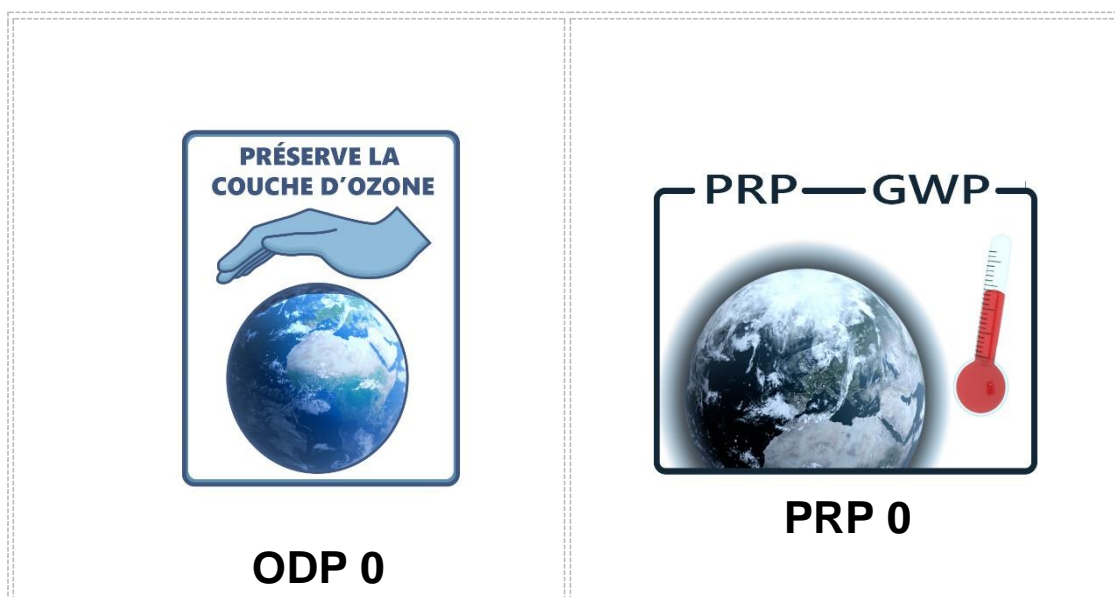 PRÉSERVE LA
COUCHE D'OZONE
ODP 0
PRP GWP
PRP 0